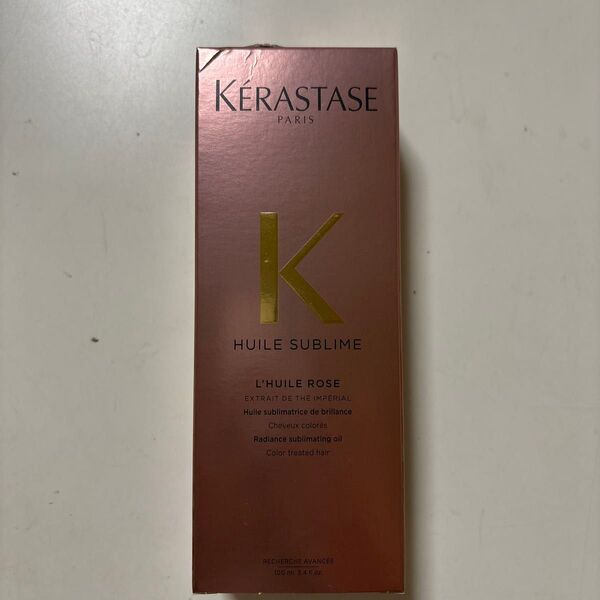 KÉRASTASE
PARIS
K
HUILE SUBLIME
L'HUILE ROSE
EXTRAIT DE THÉ IMPÉRIAL
Huile sublimatrice de brillance
Cheveux colorés
Radiance sublimating oil
Color treated hair
RECHERCHE AVANCÉE
100 ml 3.4 fl.oz.